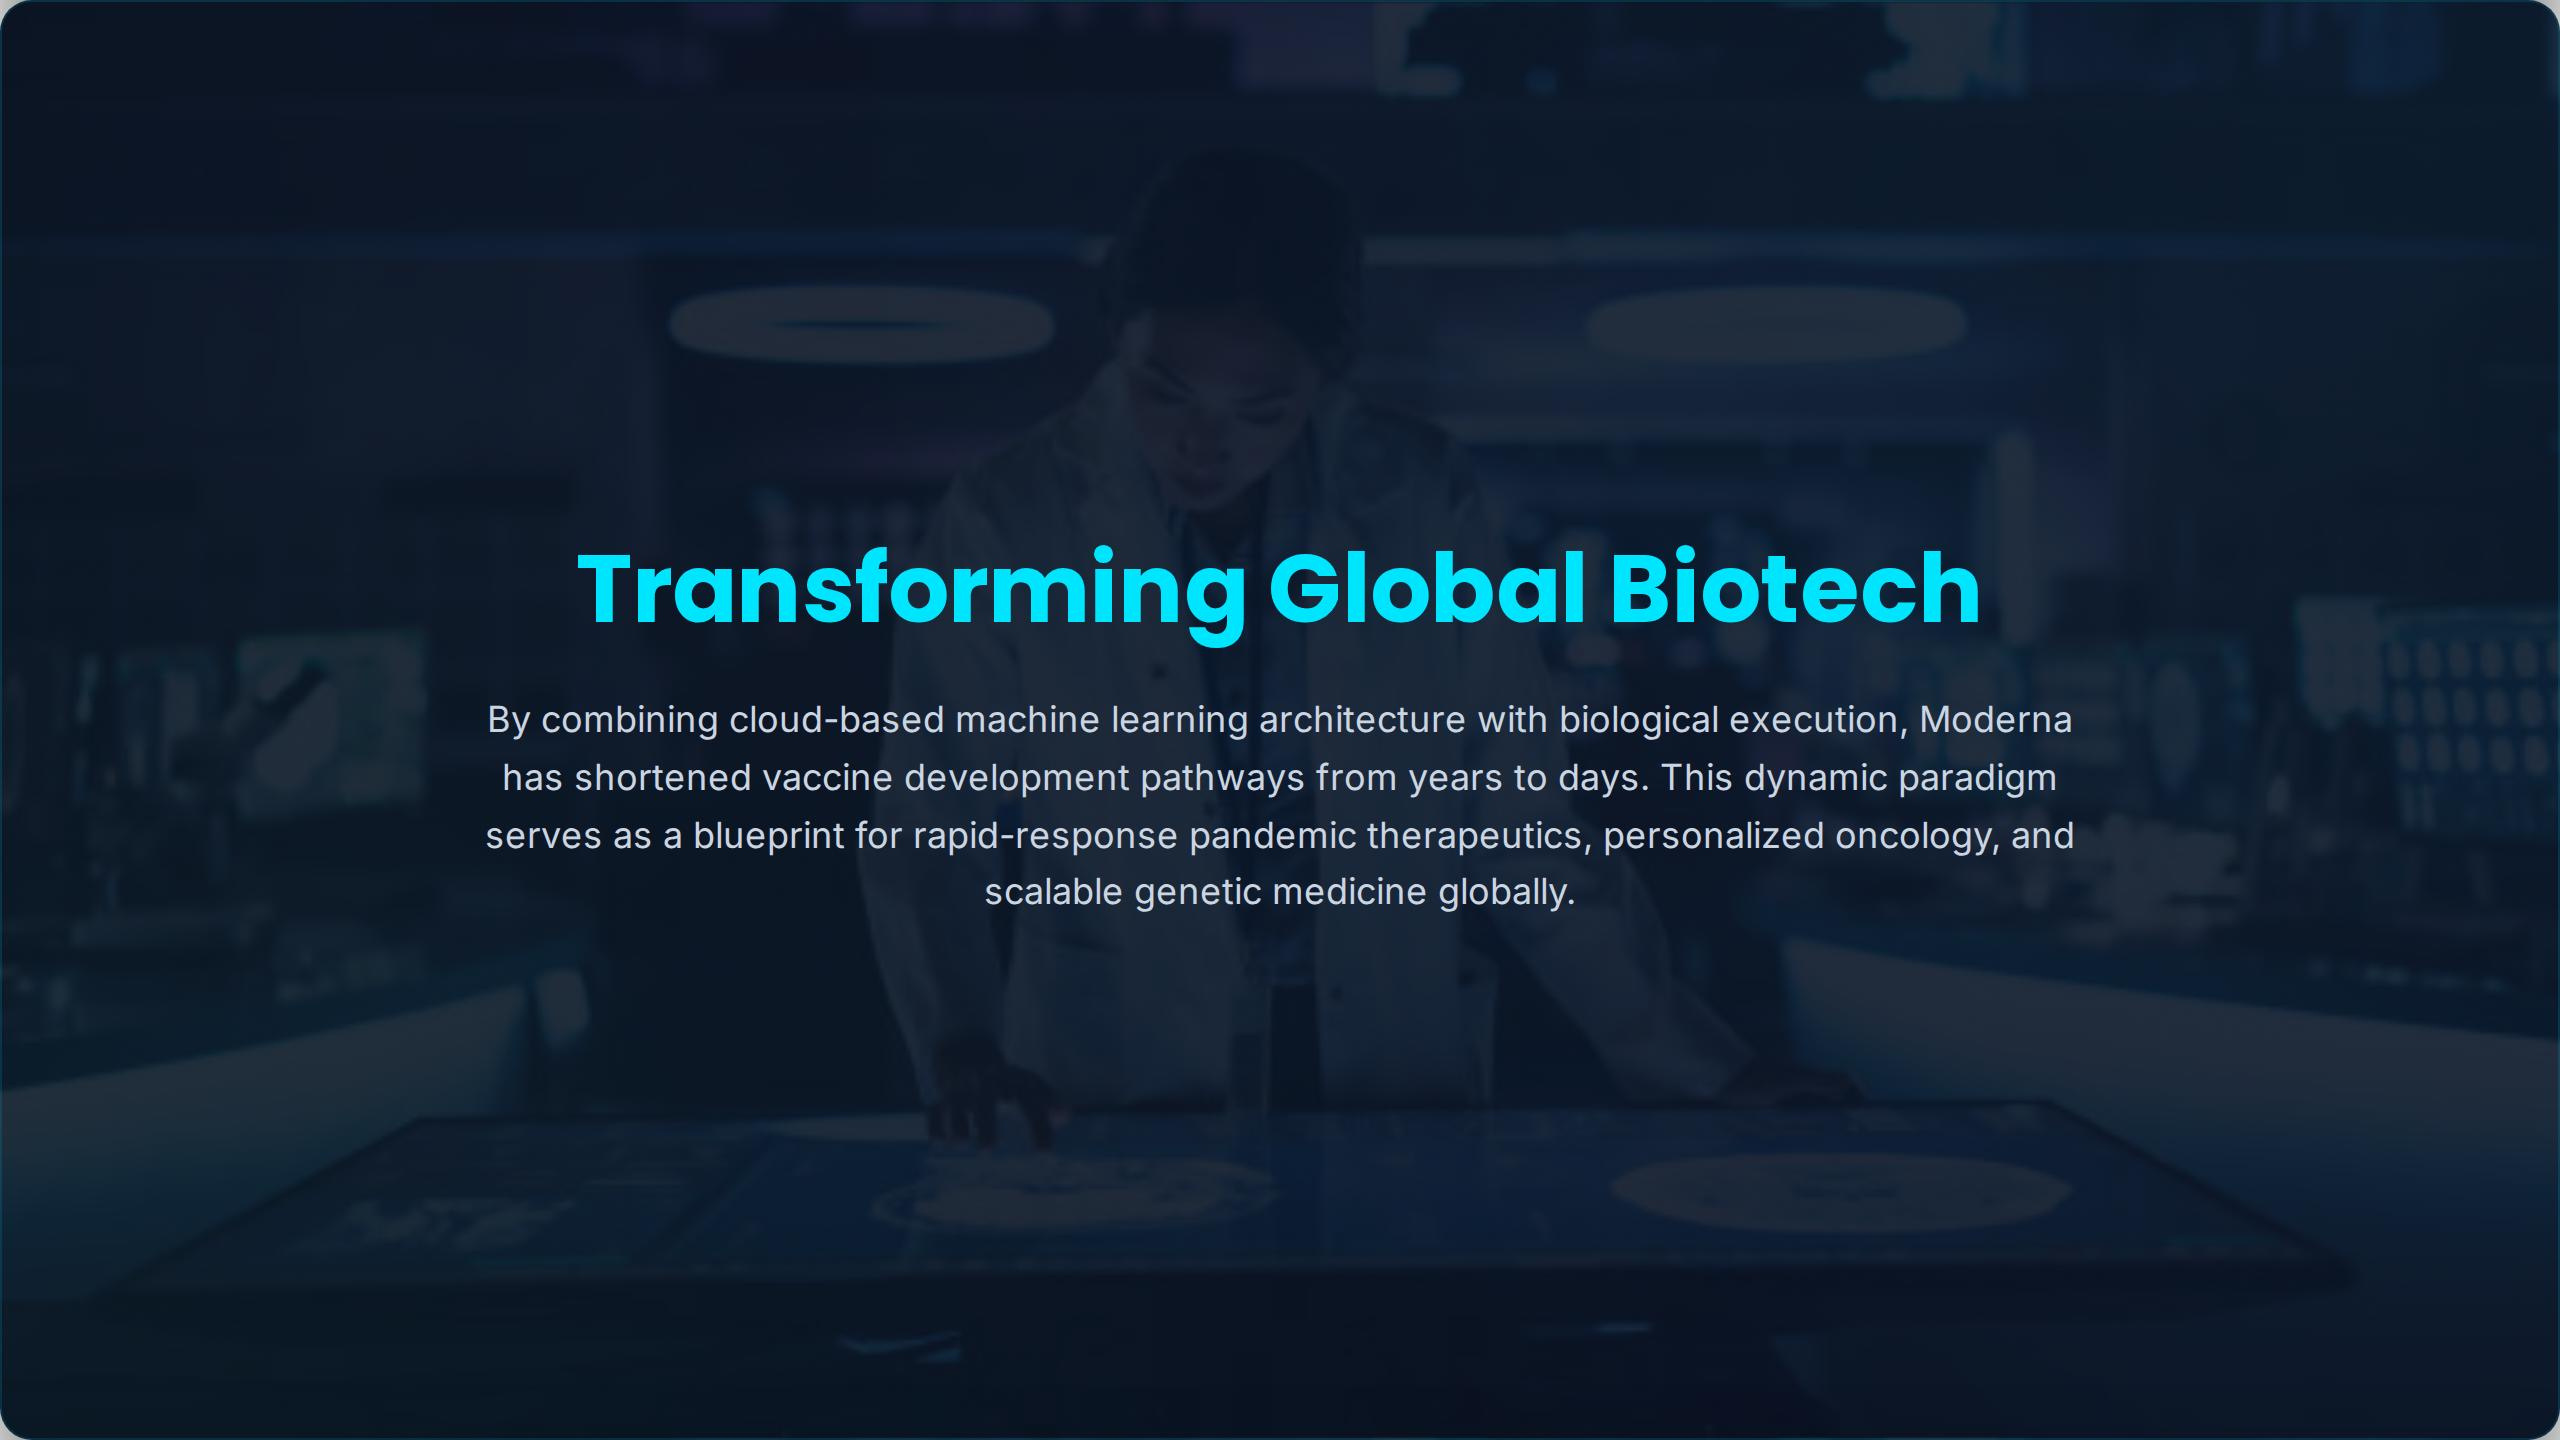 Transforming Global Biotech
By combining cloud-based machine learning architecture with biological execution, Moderna
has shortened vaccine development pathways from years to days. This dynamic paradigm
serves as a blueprint for rapid-response pandemic therapeutics, personalized oncology, and
scalable genetic medicine globally.